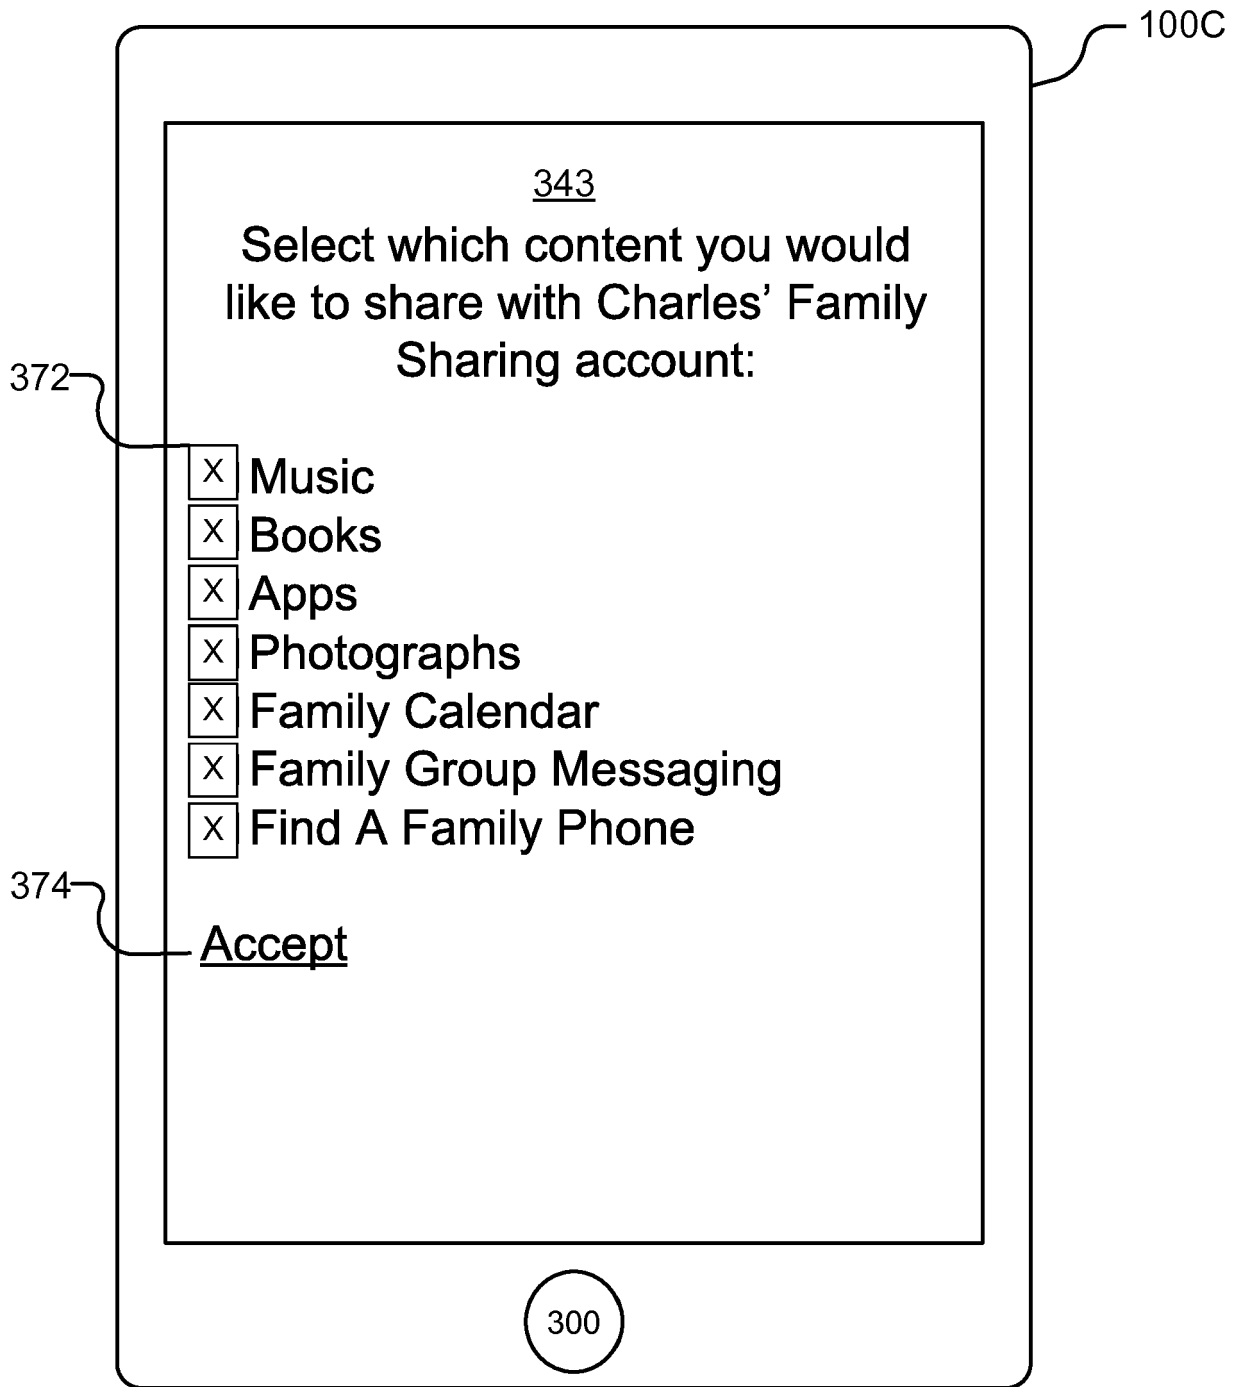 100C
343
Select which content you would
like to share with Charles’ Family
Sharing account:
372
X Music
X Books
X Apps
X Photographs
X Family Calendar
X Family Group Messaging
X Find A Family Phone
374
Accept
300